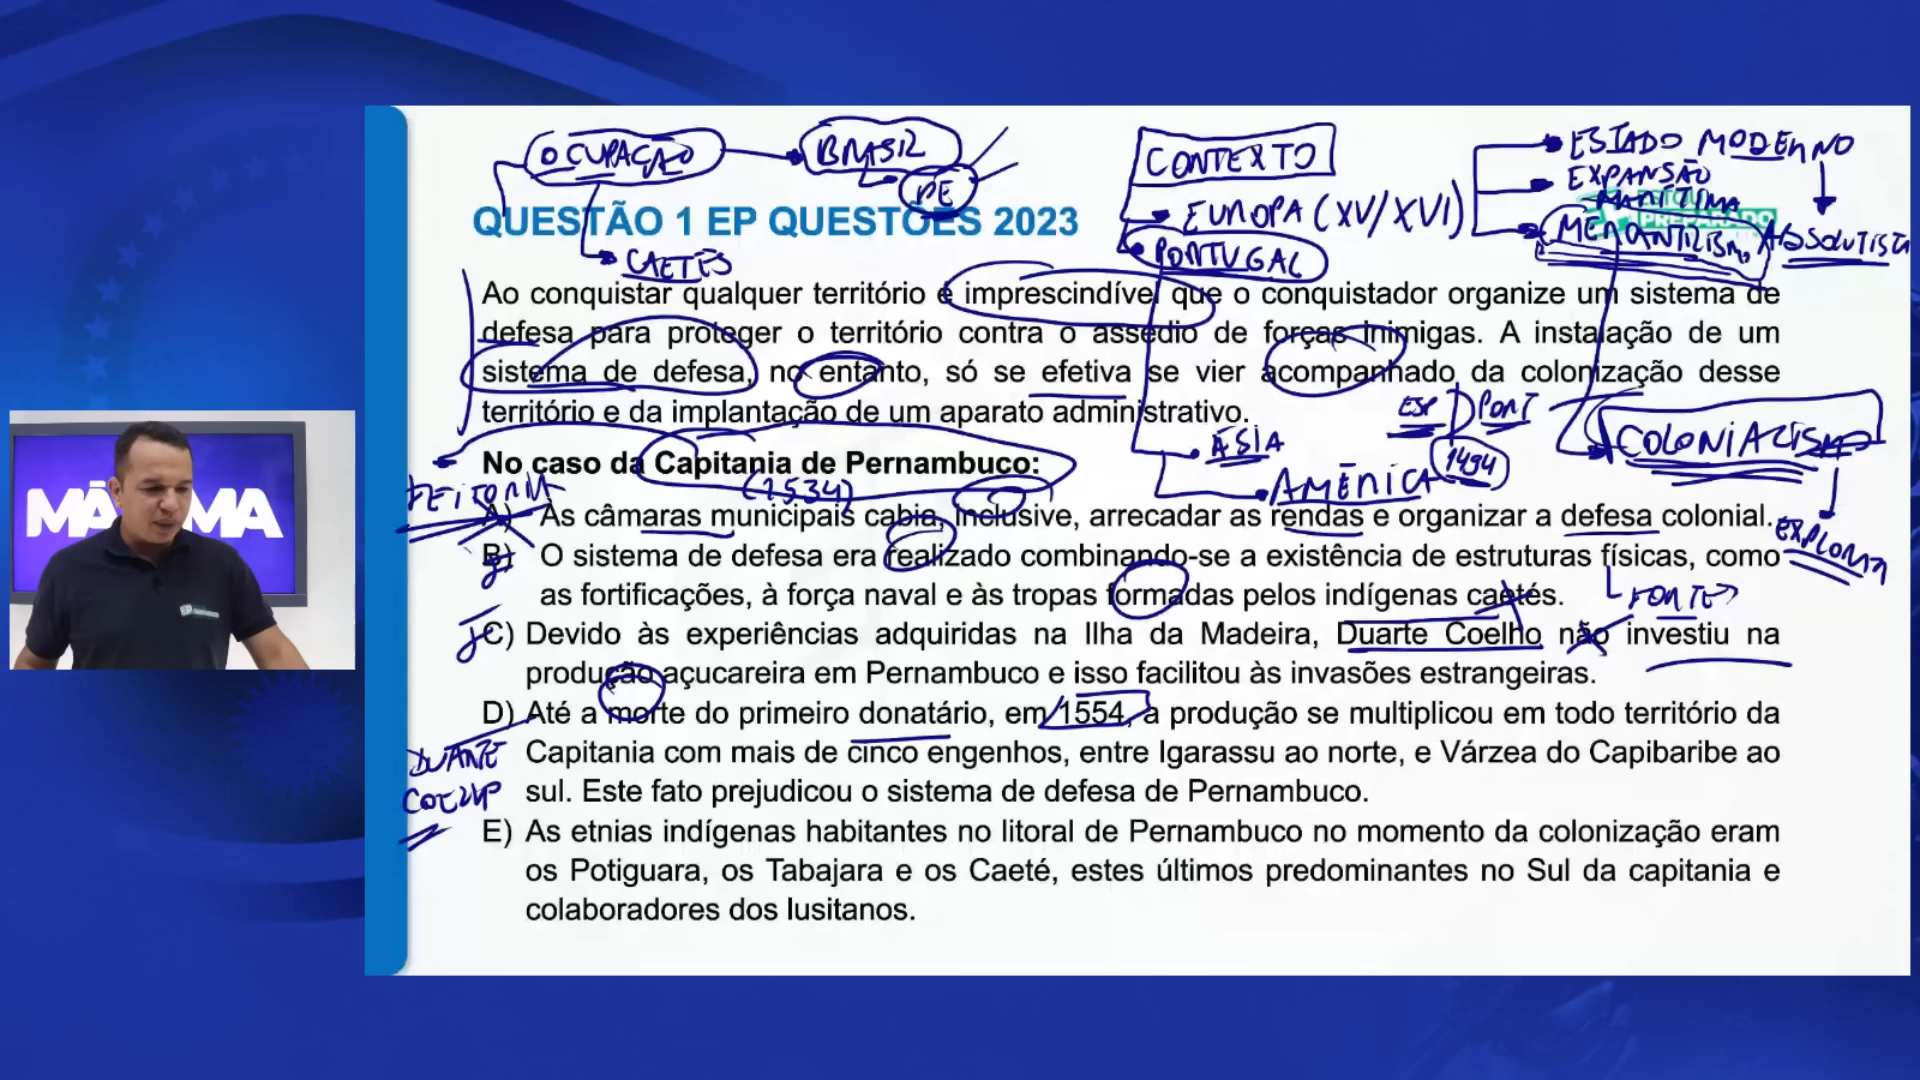 OCUPAÇÃO
BRASIL
PE
CONTEXTO
ESTADO MODERNO
EXPANSÃO
MARÍTIMA
EUROPA (XV/XVI)
QUESTÃO 1 EP QUESTÕES 2023
PREPARADO
MERCANTILISMO
ABSOLUTISTA
PORTUGAL
CAETÉS
Ao conquistar qualquer território é imprescindível que o conquistador organize um sistema de
defesa para proteger o território contra o assédio de forças inimigas. A instalação de um
sistema de defesa, no entanto, só se efetiva se vier acompanhado da colonização desse
território e da implantação de um aparato administrativo.
ESP PORT
COLONIALISMO
ÁSIA
1494
No caso da Capitania de Pernambuco:
(1534)
AMÉRICA
FEITORIA
A) As câmaras municipais cabia, inclusive, arrecadar as rendas e organizar a defesa colonial.
EXPLORA
B) O sistema de defesa era realizado combinando-se a existência de estruturas físicas, como
as fortificações, à força naval e às tropas formadas pelos indígenas caetés.
FORTES
C) Devido às experiências adquiridas na Ilha da Madeira, Duarte Coelho não investiu na
produção açucareira em Pernambuco e isso facilitou às invasões estrangeiras.
D) Até a morte do primeiro donatário, em 1554, a produção se multiplicou em todo território da
Capitania com mais de cinco engenhos, entre Igarassu ao norte, e Várzea do Capibaribe ao
sul. Este fato prejudicou o sistema de defesa de Pernambuco.
DUARTE
COELHO
E) As etnias indígenas habitantes no litoral de Pernambuco no momento da colonização eram
os Potiguara, os Tabajara e os Caeté, estes últimos predominantes no Sul da capitania e
colaboradores dos lusitanos.
MÁ MA